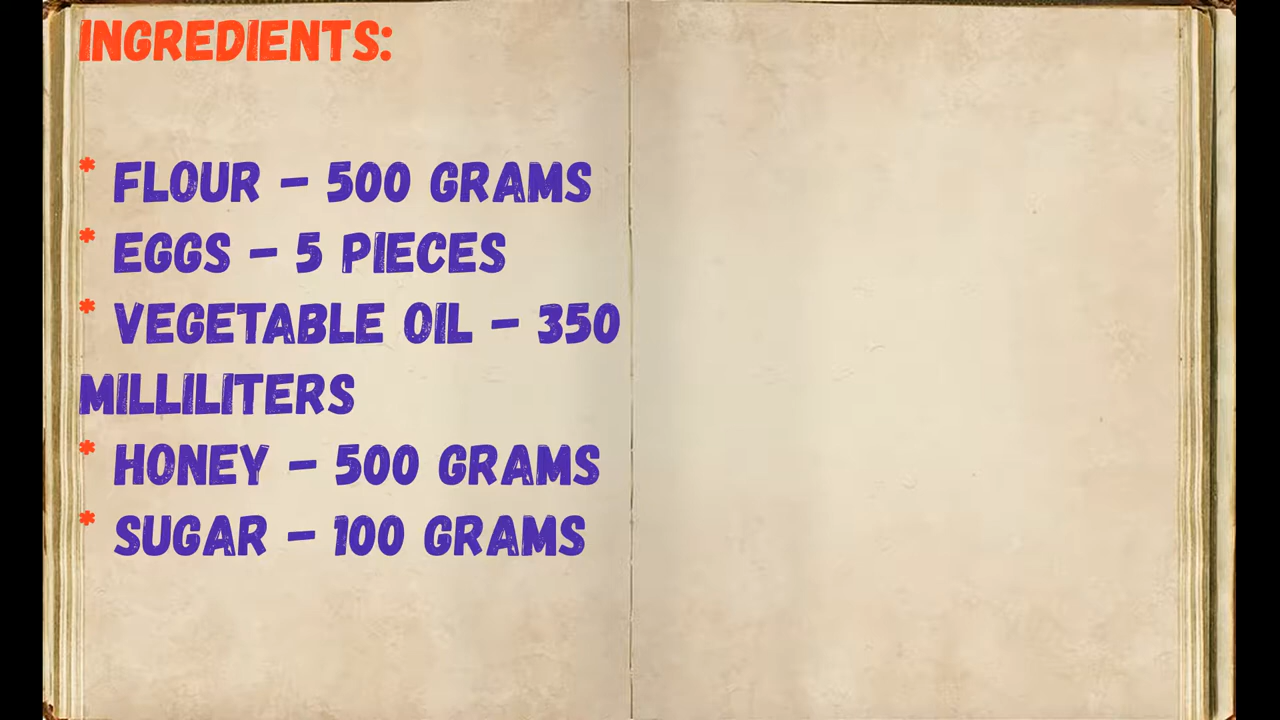 INGREDIENTS:
* FLOUR – 500 GRAMS
* EGGS – 5 PIECES
* VEGETABLE OIL – 350
MILLILITERS
* HONEY – 500 GRAMS
* SUGAR – 100 GRAMS